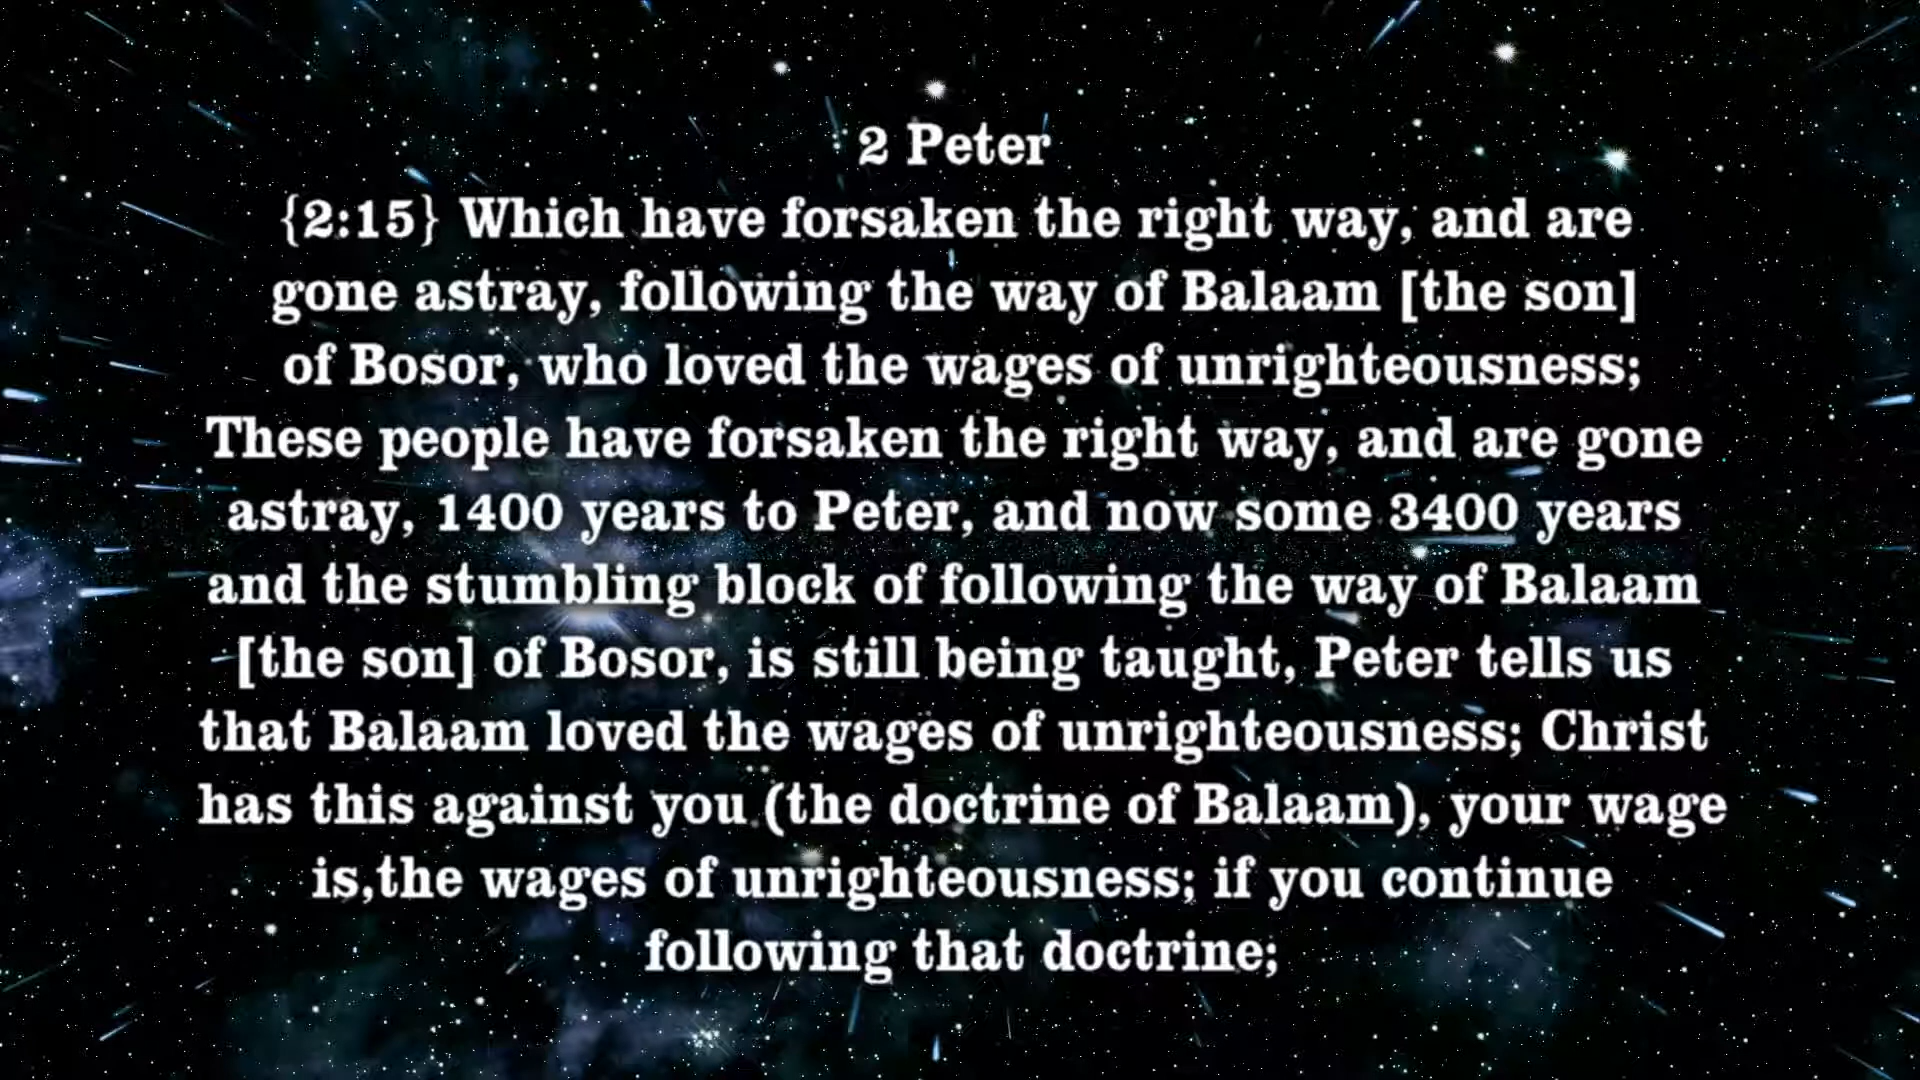 2 Peter
{2:15} Which have forsaken the right way, and are
gone astray, following the way of Balaam [the son]
of Bosor, who loved the wages of unrighteousness;
These people have forsaken the right way, and are gone
astray, 1400 years to Peter, and now some 3400 years
and the stumbling block of following the way of Balaam
[the son] of Bosor, is still being taught, Peter tells us
that Balaam loved the wages of unrighteousness; Christ
has this against you (the doctrine of Balaam), your wage
is,the wages of unrighteousness; if you continue
following that doctrine;